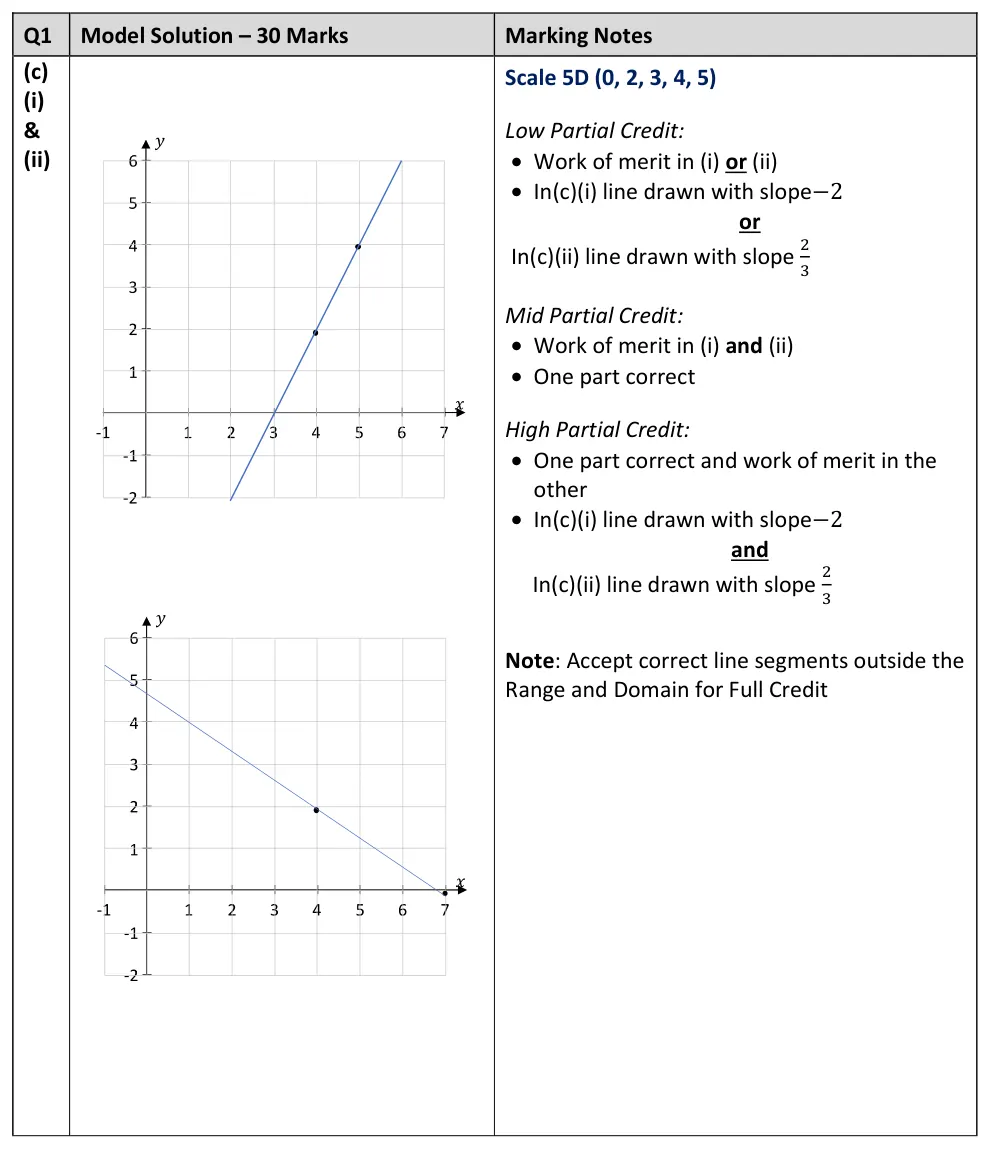 Q1 Model Solution – 30 Marks Marking Notes
(c)
(i)
&
(ii)
Scale 5D (0, 2, 3, 4, 5)
Low Partial Credit:
• Work of merit in (i) or (ii)
• In(c)(i) line drawn with slope−2
or
In(c)(ii) line drawn with slope 2/3
Mid Partial Credit:
• Work of merit in (i) and (ii)
• One part correct
High Partial Credit:
• One part correct and work of merit in the
other
• In(c)(i) line drawn with slope−2
and
In(c)(ii) line drawn with slope 2/3
Note: Accept correct line segments outside the
Range and Domain for Full Credit
y
6
5
4
3
2
1
x
-1 1 2 3 4 5 6 7
-1
-2
y
6
5
4
3
2
1
x
-1 1 2 3 4 5 6 7
-1
-2